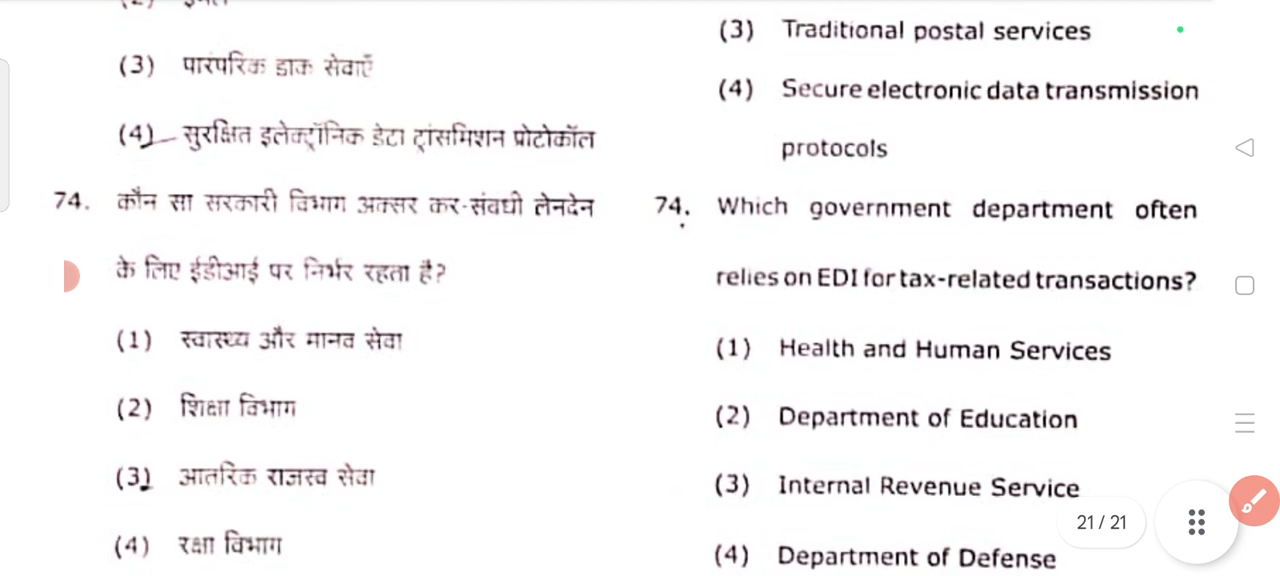 (3) पारंपरिक डाक सेवाएँ
(4) सुरक्षित इलेक्ट्रॉनिक डेटा ट्रांसमिशन प्रोटोकॉल
74. कौन सा सरकारी विभाग अक्सर कर-संबधी लेनदेन
के लिए ईडीआई पर निर्भर रहता है?
(1) स्वास्थ्य और मानव सेवा
(2) शिक्षा विभाग
(3) आतरिक राजस्व सेवा
(4) रक्षा विभाग
(3) Traditional postal services
(4) Secure electronic data transmission
protocols
74. Which government department often
relies on EDI for tax-related transactions?
(1) Health and Human Services
(2) Department of Education
(3) Internal Revenue Service
(4) Department of Defense
21 / 21